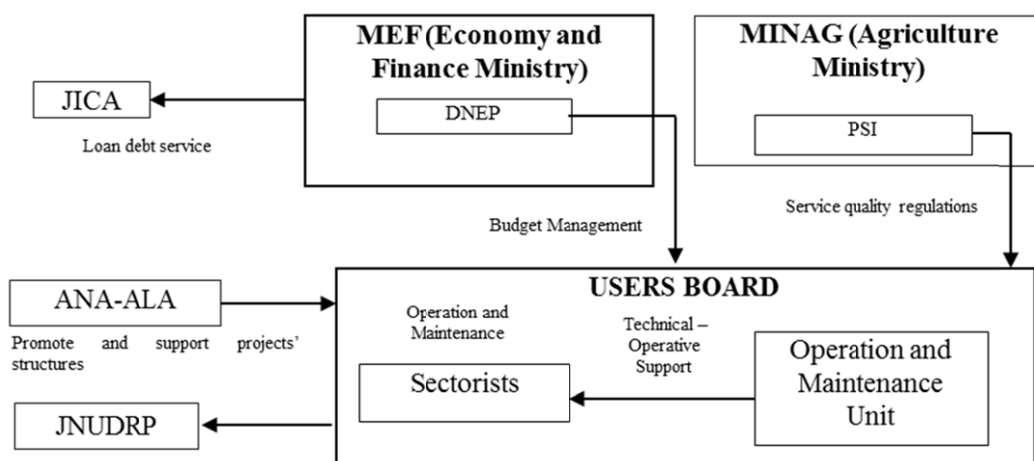 MEF (Economy and
Finance Ministry)
DNEP
MINAG (Agriculture
Ministry)
PSI
JICA
Loan debt service
Budget Management
Service quality regulations
ANA-ALA
Promote and support projects’
structures
JNUDRP
USERS BOARD
Operation and
Maintenance
Sectorists
Technical –
Operative
Support
Operation and
Maintenance
Unit